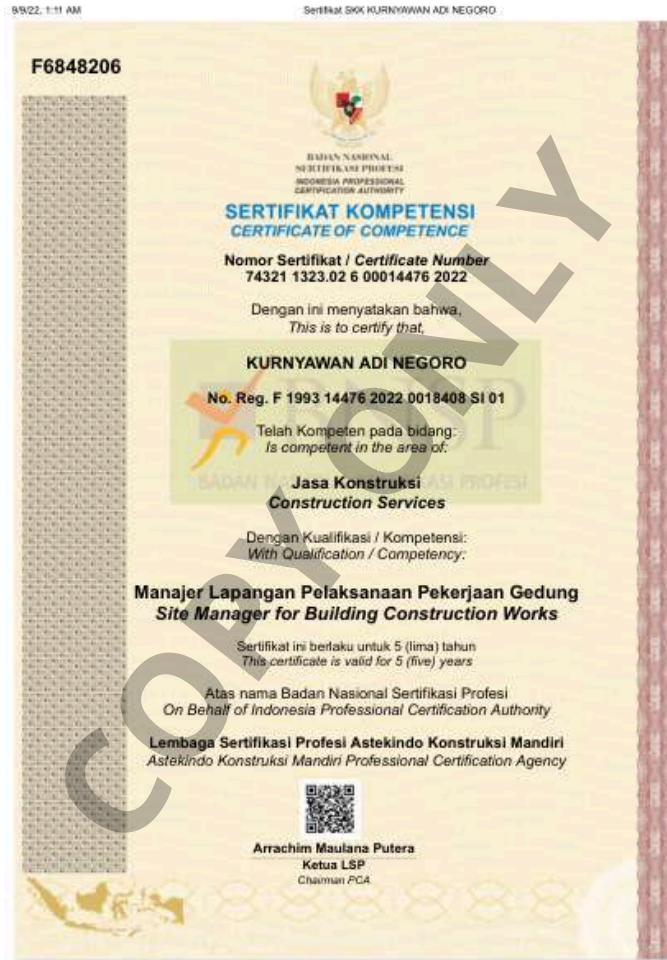 9/9/22, 1:11 AM
Sertifikat SKK KURNYAWAN ADI NEGORO
F6848206
BADAN NASIONAL
SERTIFIKASI PROFESI
INDONESIA PROFESSIONAL
CERTIFICATION AUTHORITY
SERTIFIKAT KOMPETENSI
CERTIFICATE OF COMPETENCE
Nomor Sertifikat / Certificate Number
74321 1323.02 6 00014476 2022
Dengan ini menyatakan bahwa,
This is to certify that,
KURNYAWAN ADI NEGORO
No. Reg. F 1993 14476 2022 0018408 SI 01
Telah Kompeten pada bidang:
Is competent in the area of:
Jasa Konstruksi
Construction Services
Dengan Kualifikasi / Kompetensi:
With Qualification / Competency:
Manajer Lapangan Pelaksanaan Pekerjaan Gedung
Site Manager for Building Construction Works
Sertifikat ini berlaku untuk 5 (lima) tahun
This certificate is valid for 5 (five) years
Atas nama Badan Nasional Sertifikasi Profesi
On Behalf of Indonesia Professional Certification Authority
Lembaga Sertifikasi Profesi Astekindo Konstruksi Mandiri
Astekindo Konstruksi Mandiri Professional Certification Agency
Arrachim Maulana Putera
Ketua LSP
Chairman PCA
COPY ONLY